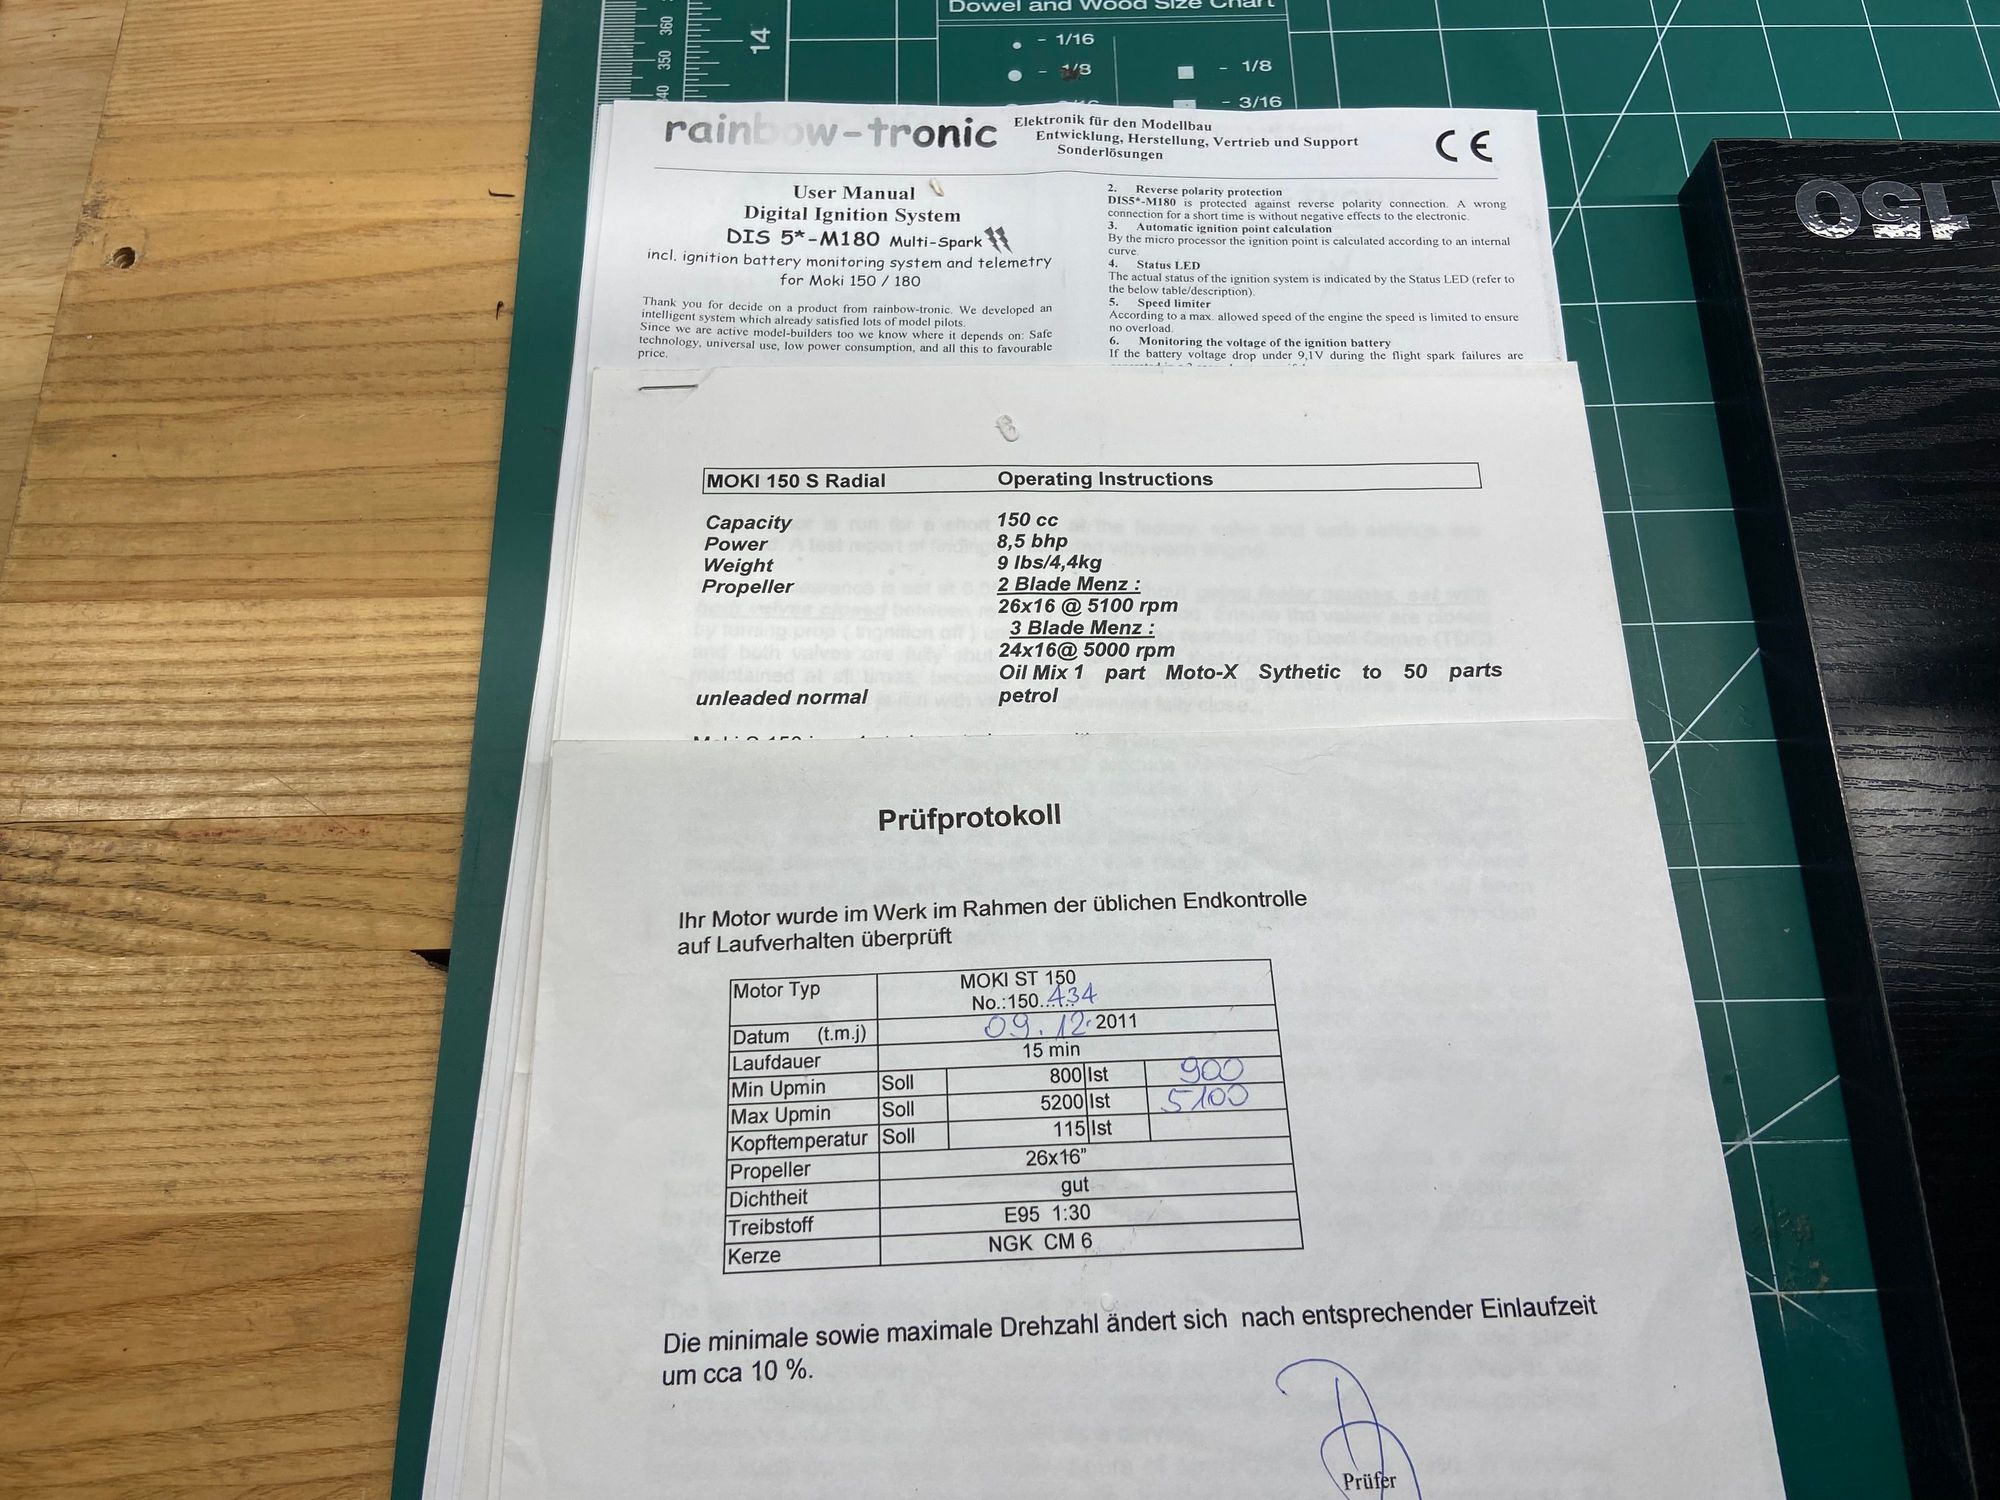 Dowel and Wood Size Chart
14
360
350
340
- 1/16
- 1/8
- 1/8
- 3/16
150
rainbow-tronic
Elektronik für den Modellbau
Entwicklung, Herstellung, Vertrieb und Support
Sonderlösungen
CE
User Manual
Digital Ignition System
DIS 5*-M180 Multi-Spark
incl. ignition battery monitoring system and telemetry
for Moki 150 / 180
Thank you for decide on a product from rainbow-tronic. We developed an
intelligent system which already satisfied lots of model pilots.
Since we are active model-builders too we know where it depends on: Safe
technology, universal use, low power consumption, and all this to favourable
price.
2. Reverse polarity protection
DIS5*-M180 is protected against reverse polarity connection. A wrong
connection for a short time is without negative effects to the electronic.
3. Automatic ignition point calculation
By the micro processor the ignition point is calculated according to an internal
curve.
4. Status LED
The actual status of the ignition system is indicated by the Status LED (refer to
the below table/description).
5. Speed limiter
According to a max. allowed speed of the engine the speed is limited to ensure
no overload.
6. Monitoring the voltage of the ignition battery
If the battery voltage drop under 9,1V during the flight spark failures are
MOKI 150 S Radial Operating Instructions
Capacity 150 cc
Power 8,5 bhp
Weight 9 lbs/4,4kg
Propeller 2 Blade Menz :
26x16 @ 5100 rpm
3 Blade Menz :
24x16@ 5000 rpm
Oil Mix 1 part Moto-X Sythetic to 50 parts
unleaded normal petrol
Prüfprotokoll
Ihr Motor wurde im Werk im Rahmen der üblichen Endkontrolle
auf Laufverhalten überprüft
Motor Typ MOKI ST 150
No.:150...434
Datum (t.m.j) 09.12.2011
Laufdauer 15 min
Min Upmin Soll 800 Ist 900
Max Upmin Soll 5200 Ist 5100
Kopftemperatur Soll 115 Ist
Propeller 26x16"
Dichtheit gut
Treibstoff E95 1:30
Kerze NGK CM 6
Die minimale sowie maximale Drehzahl ändert sich nach entsprechender Einlaufzeit
um cca 10 %.
Prüfer